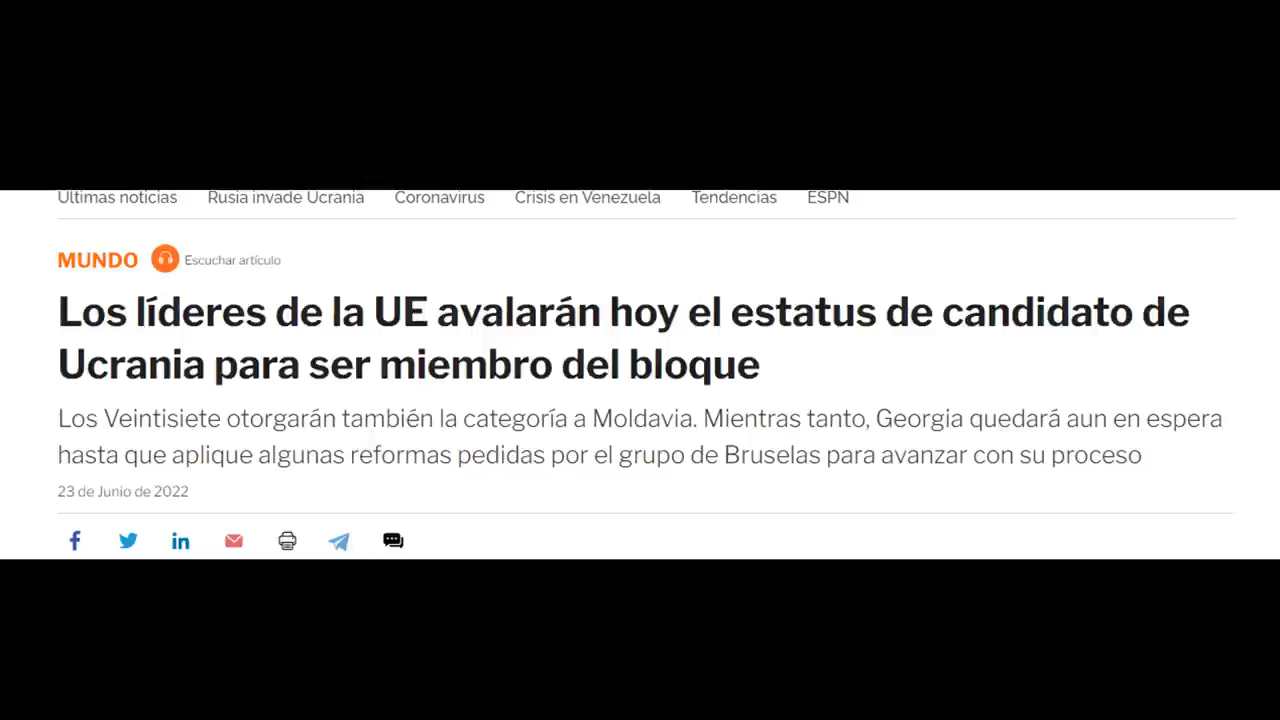 Últimas noticias Rusia invade Ucrania Coronavirus Crisis en Venezuela Tendencias ESPN
MUNDO Escuchar artículo
Los líderes de la UE avalarán hoy el estatus de candidato de
Ucrania para ser miembro del bloque
Los Veintisiete otorgarán también la categoría a Moldavia. Mientras tanto, Georgia quedará aun en espera
hasta que aplique algunas reformas pedidas por el grupo de Bruselas para avanzar con su proceso
23 de Junio de 2022